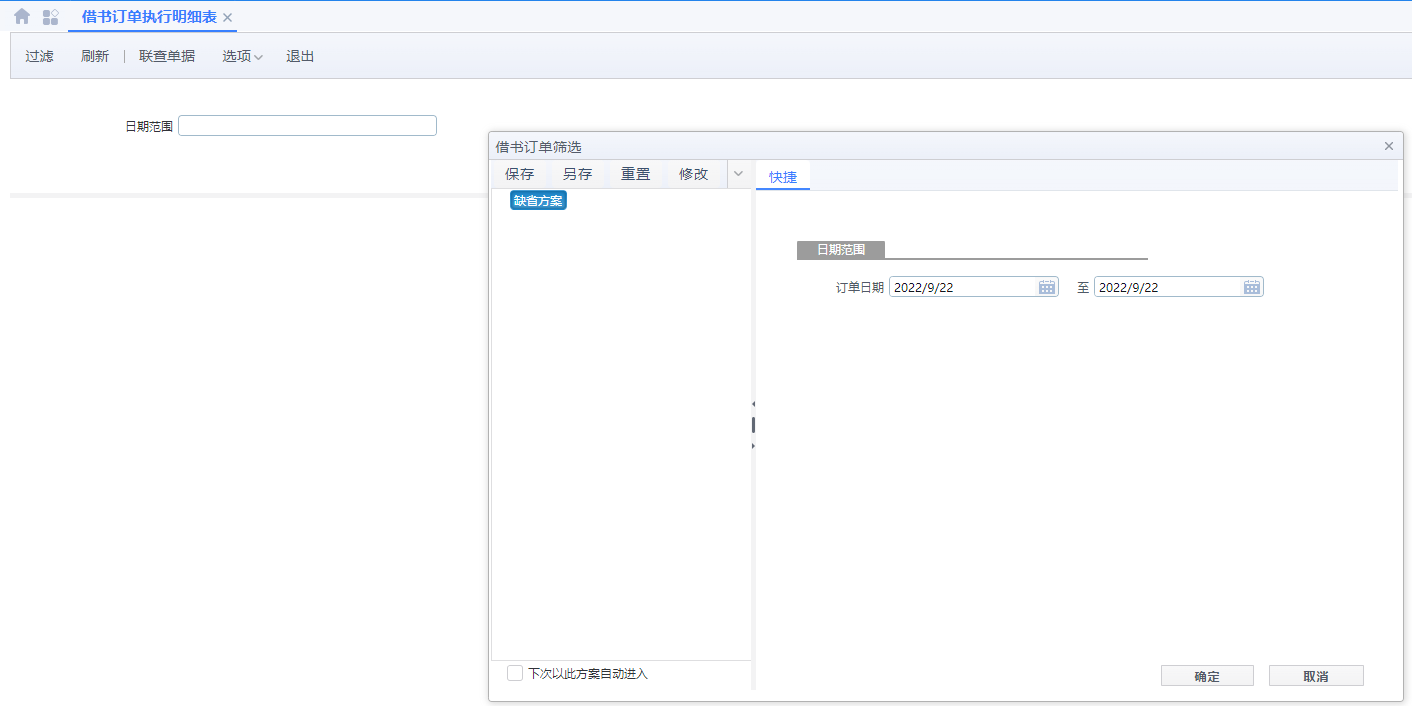 借书订单执行明细表
过滤 刷新 联查单据 选项 退出
日期范围
借书订单筛选
保存 另存 重置 修改 快捷
缺省方案
日期范围
订单日期 2022/9/22 至 2022/9/22
下次以此方案自动进入
确定 取消